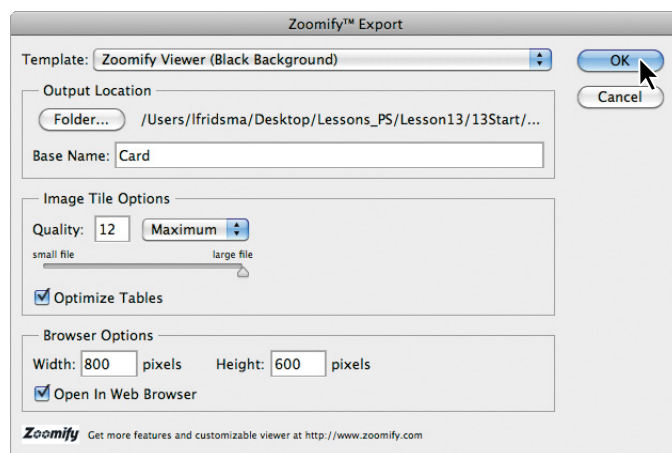 Zoomify™ Export
Template: Zoomify Viewer (Black Background)
OK
Cancel
Output Location
Folder... /Users/lfridsma/Desktop/Lessons_PS/Lesson13/13Start/...
Base Name: Card
Image Tile Options
Quality: 12 Maximum
small file large file
Optimize Tables
Browser Options
Width: 800 pixels Height: 600 pixels
Open In Web Browser
Zoomify Get more features and customizable viewer at http://www.zoomify.com